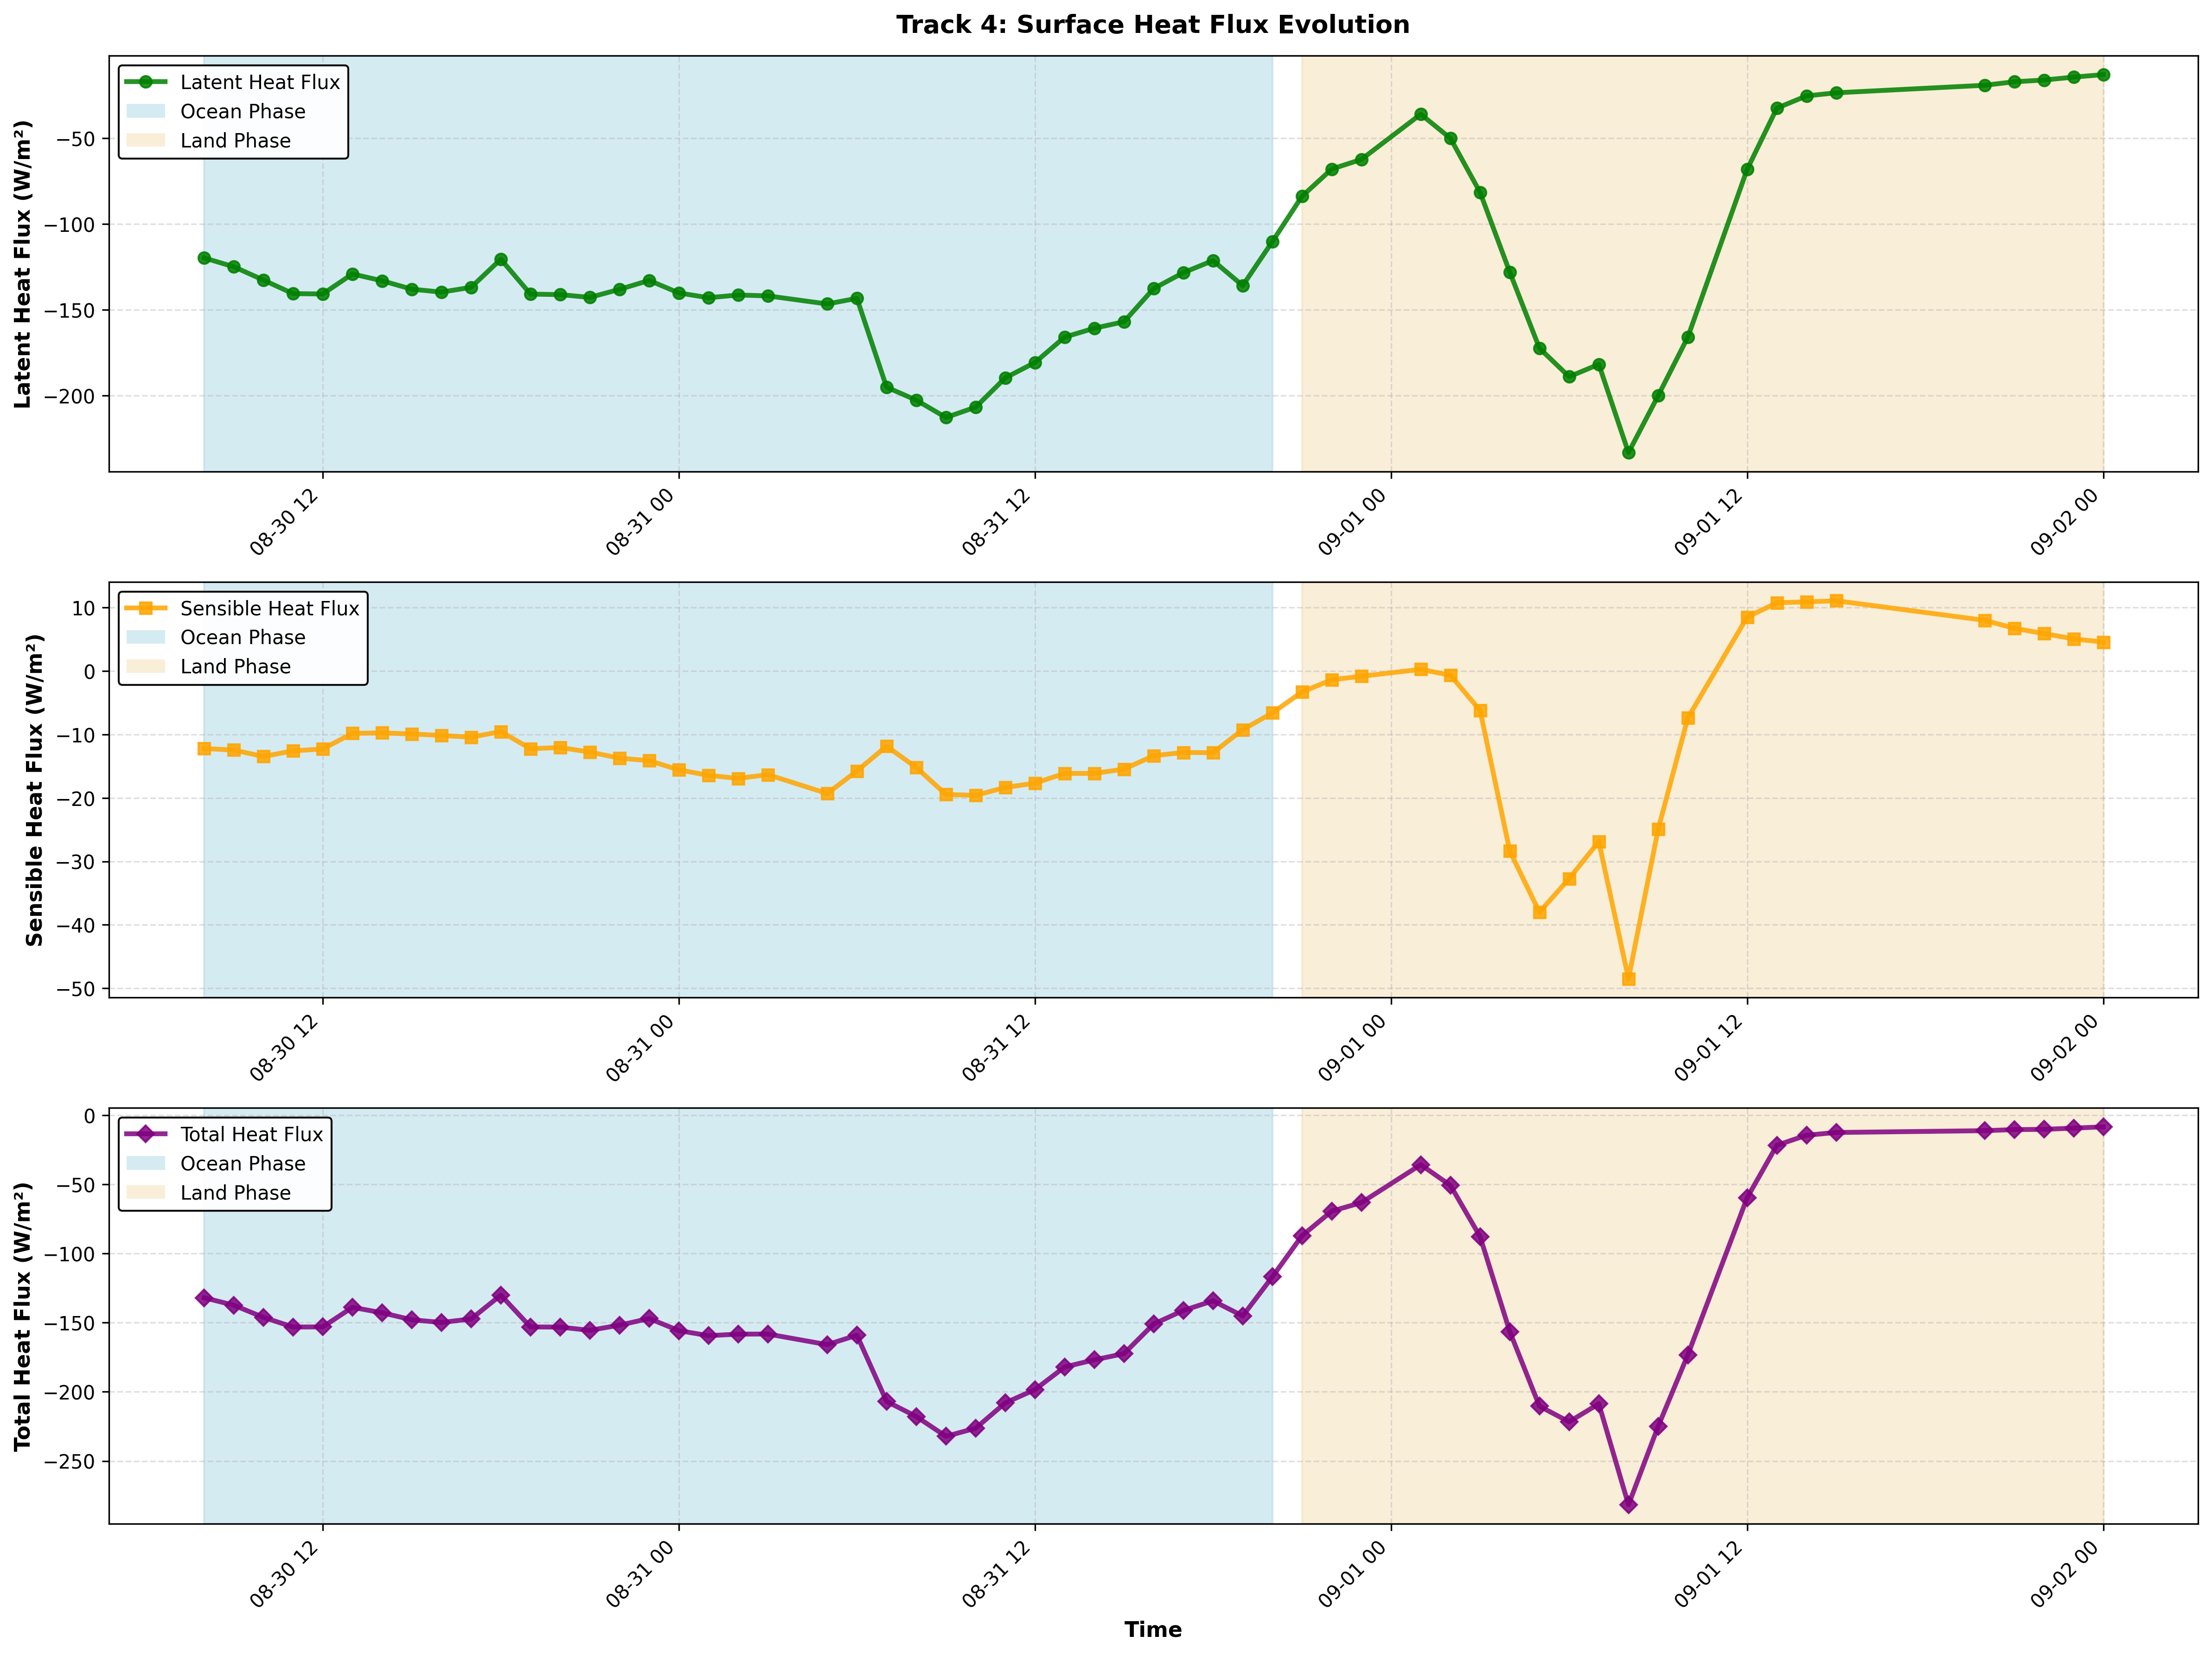 Track 4: Surface Heat Flux Evolution
Latent Heat Flux (W/m²)
Latent Heat Flux
Ocean Phase
Land Phase
−50
−100
−150
−200
08-30 12
08-31 00
08-31 12
09-01 00
09-01 12
09-02 00
Sensible Heat Flux (W/m²)
Sensible Heat Flux
Ocean Phase
Land Phase
10
0
−10
−20
−30
−40
−50
08-30 12
08-31 00
08-31 12
09-01 00
09-01 12
09-02 00
Total Heat Flux (W/m²)
Total Heat Flux
Ocean Phase
Land Phase
0
−50
−100
−150
−200
−250
08-30 12
08-31 00
08-31 12
09-01 00
09-01 12
09-02 00
Time